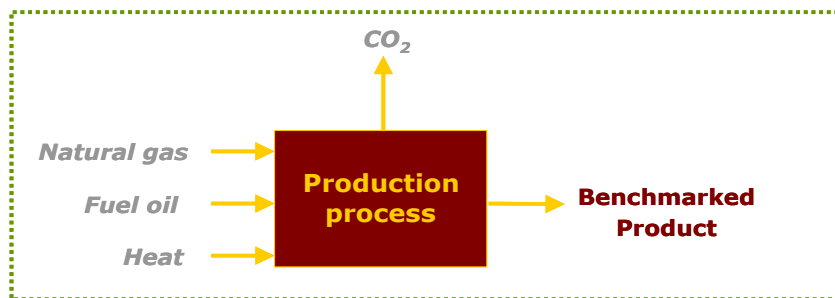 CO₂
Natural gas
Fuel oil
Heat
Production
process
Benchmarked
Product